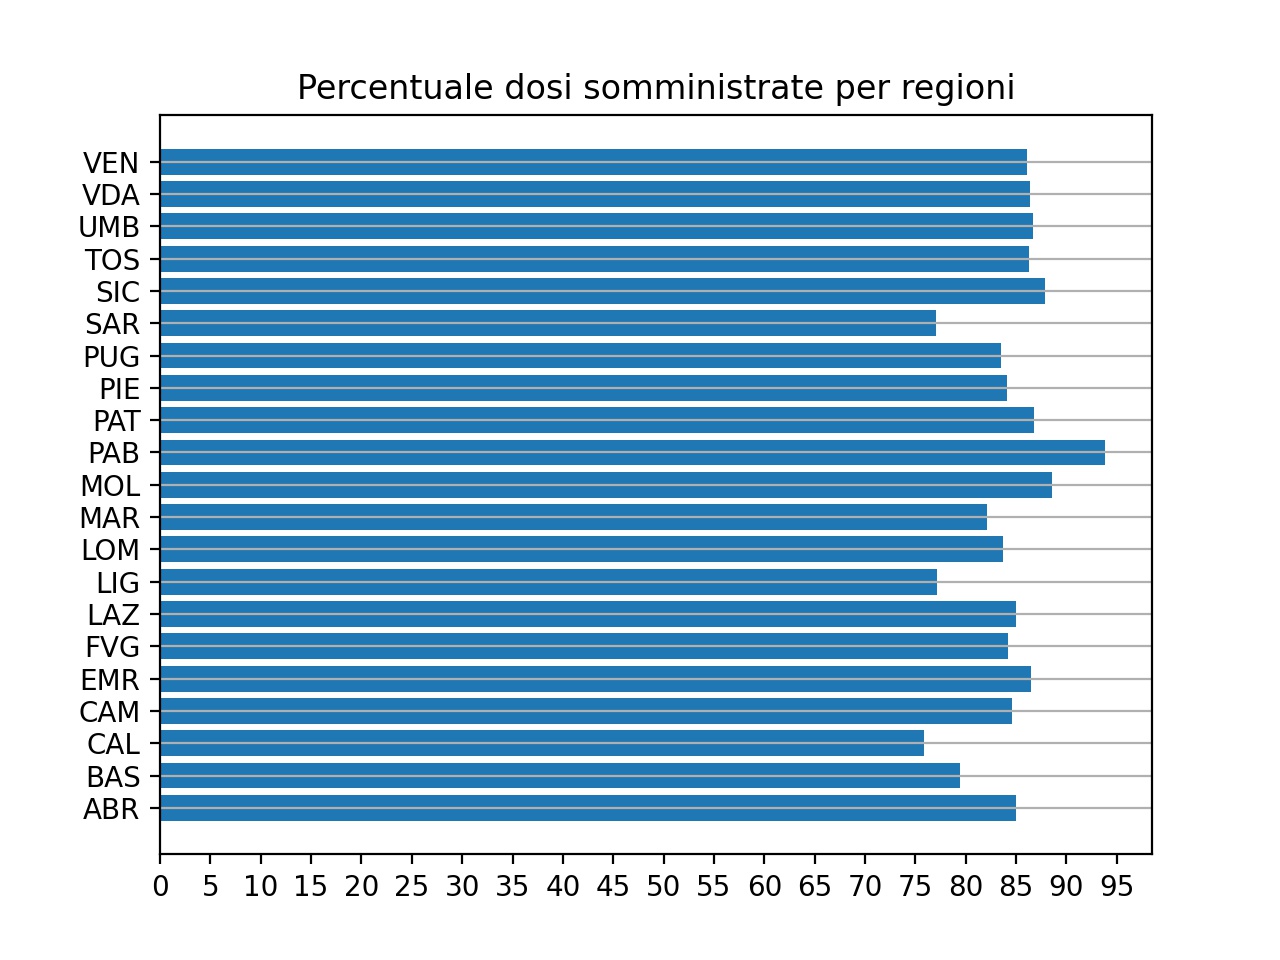 Percentuale dosi somministrate per regioni
VEN
VDA
UMB
TOS
SIC
SAR
PUG
PIE
PAT
PAB
MOL
MAR
LOM
LIG
LAZ
FVG
EMR
CAM
CAL
BAS
ABR
0 5 10 15 20 25 30 35 40 45 50 55 60 65 70 75 80 85 90 95